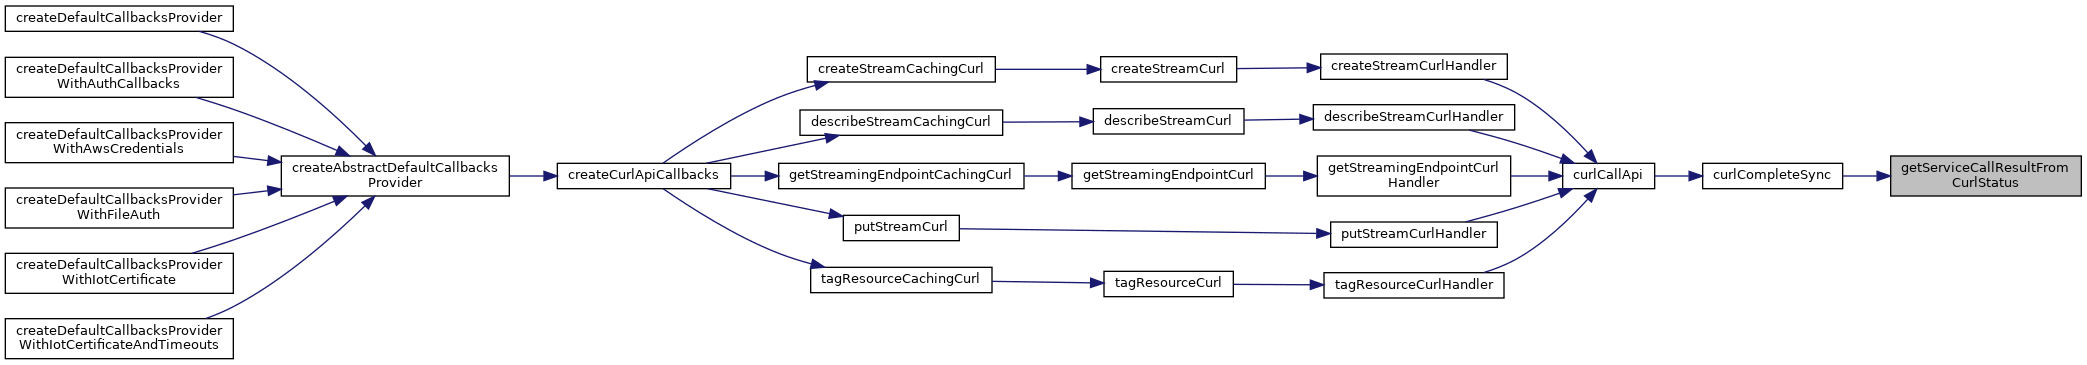 createDefaultCallbacksProvider
createDefaultCallbacksProvider
WithAuthCallbacks
createDefaultCallbacksProvider
WithAwsCredentials
createDefaultCallbacksProvider
WithFileAuth
createDefaultCallbacksProvider
WithIotCertificate
createDefaultCallbacksProvider
WithIotCertificateAndTimeouts
createAbstractDefaultCallbacks
Provider
createCurlApiCallbacks
createStreamCachingCurl
describeStreamCachingCurl
getStreamingEndpointCachingCurl
putStreamCurl
tagResourceCachingCurl
createStreamCurl
describeStreamCurl
getStreamingEndpointCurl
tagResourceCurl
createStreamCurlHandler
describeStreamCurlHandler
getStreamingEndpointCurl
Handler
putStreamCurlHandler
tagResourceCurlHandler
curlCallApi
curlCompleteSync
getServiceCallResultFrom
CurlStatus